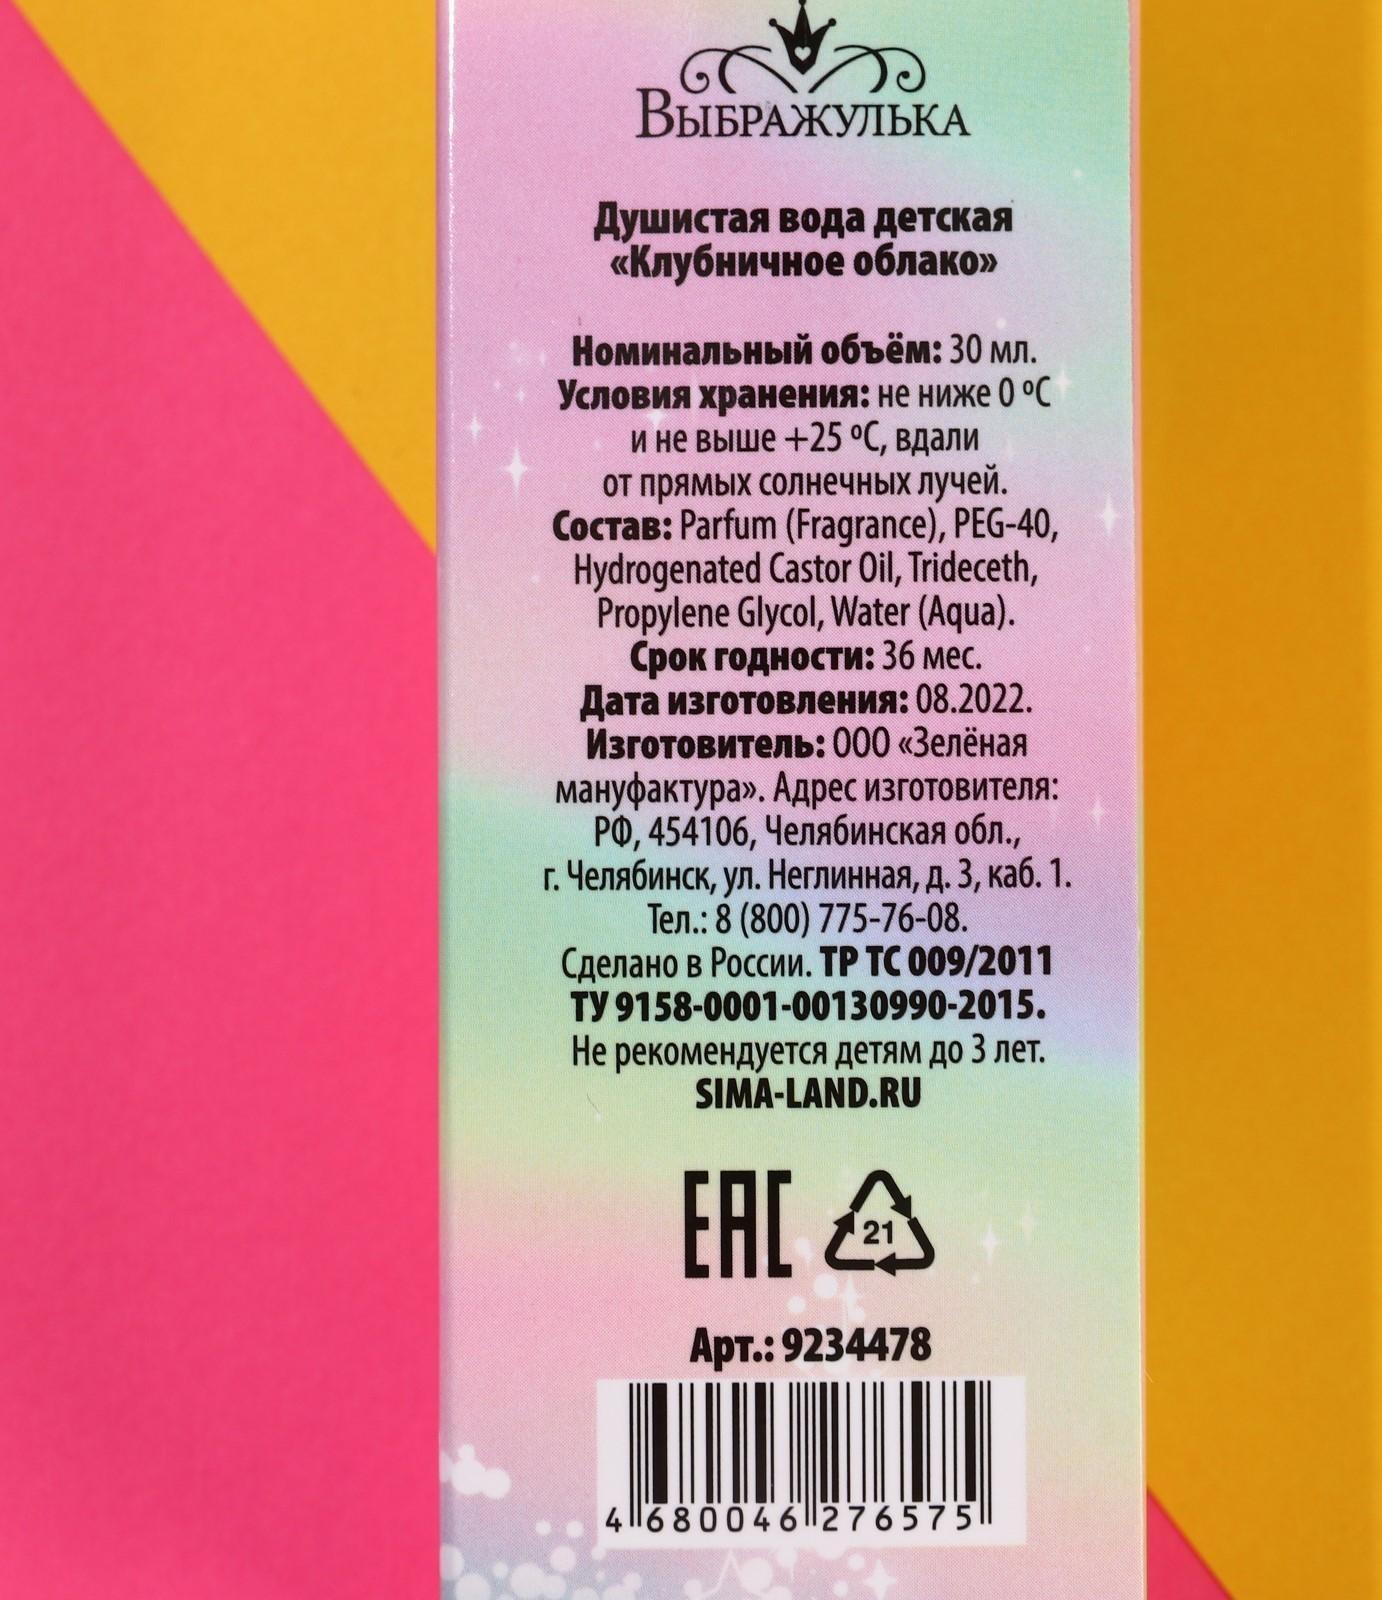 Выбражулька
Душистая вода детская
«Клубничное облако»
Номинальный объём: 30 мл.
Условия хранения: не ниже 0 ºС
и не выше +25 ºС, вдали
от прямых солнечных лучей.
Состав: Parfum (Fragrance), PEG-40,
Hydrogenated Castor Oil, Trideceth,
Propylene Glycol, Water (Aqua).
Срок годности: 36 мес.
Дата изготовления: 08.2022.
Изготовитель: ООО «Зелёная
мануфактура». Адрес изготовителя:
РФ, 454106, Челябинская обл.,
г. Челябинск, ул. Неглинная, д. 3, каб. 1.
Тел.: 8 (800) 775-76-08.
Сделано в России. ТР ТС 009/2011
ТУ 9158-0001-00130990-2015.
Не рекомендуется детям до 3 лет.
SIMA-LAND.RU
EAC 21
Арт.: 9234478
4 680046 276575